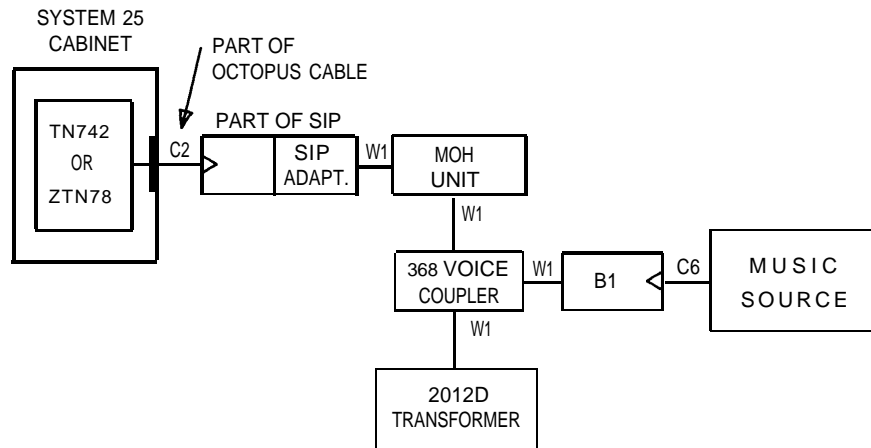 SYSTEM 25
CABINET
PART OF
OCTOPUS CABLE
TN742
OR
ZTN78
C2
PART OF SIP
SIP
ADAPT.
W1
MOH
UNIT
W1
368 VOICE
COUPLER
W1
B1
C6
MUSIC
SOURCE
W1
2012D
TRANSFORMER